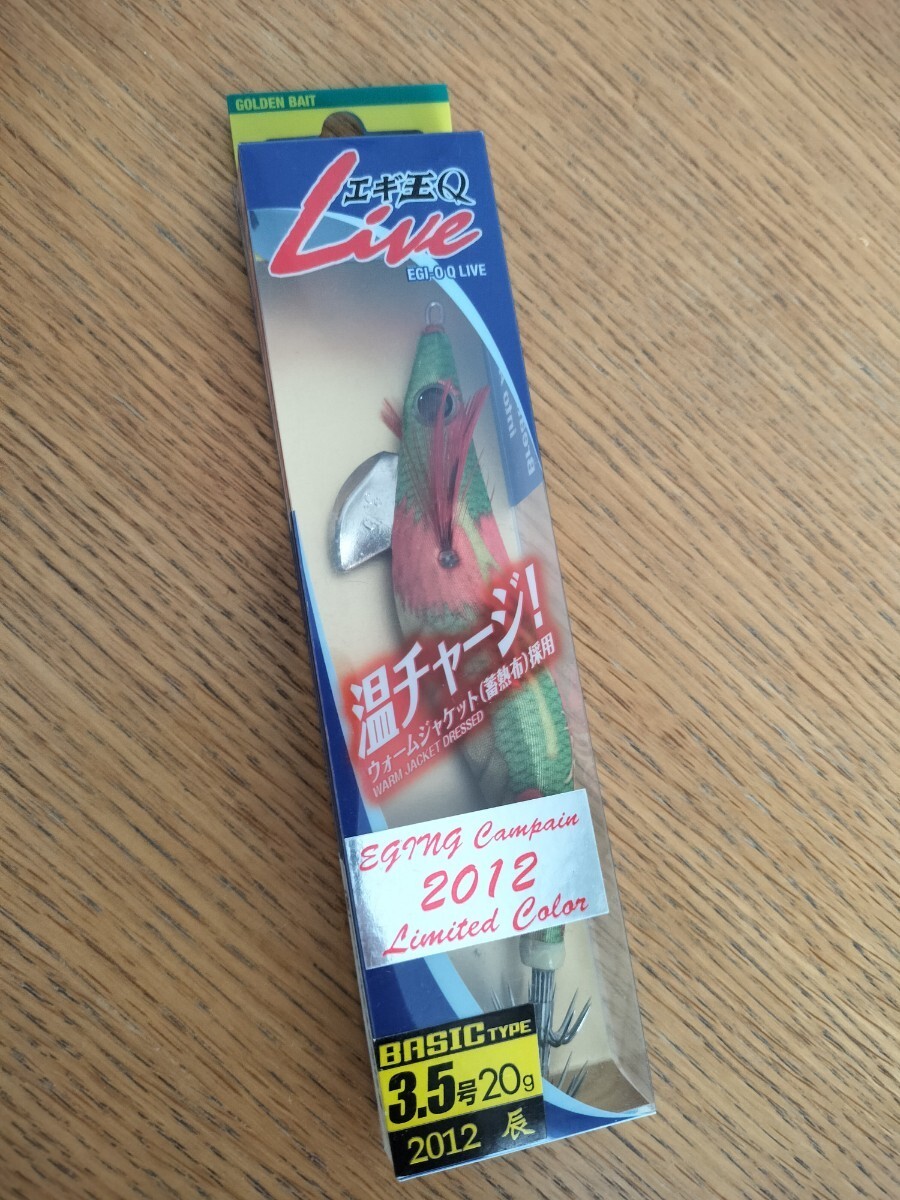 GOLDEN BAIT
エギ王Q
Live
EGI-O Q LIVE
温チャージ!
ウォームジャケット(蓄熱布)採用
WARM JACKET DRESSED
EGING Campain
2012
Limited Color
BASIC TYPE
3.5号20g
2012 辰